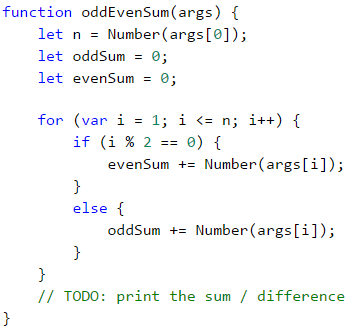 function oddEvenSum(args) {
    let n = Number(args[0]);
    let oddSum = 0;
    let evenSum = 0;

    for (var i = 1; i <= n; i++) {
        if (i % 2 == 0) {
            evenSum += Number(args[i]);
        }
        else {
            oddSum += Number(args[i]);
        }
    }
    // TODO: print the sum / difference
}